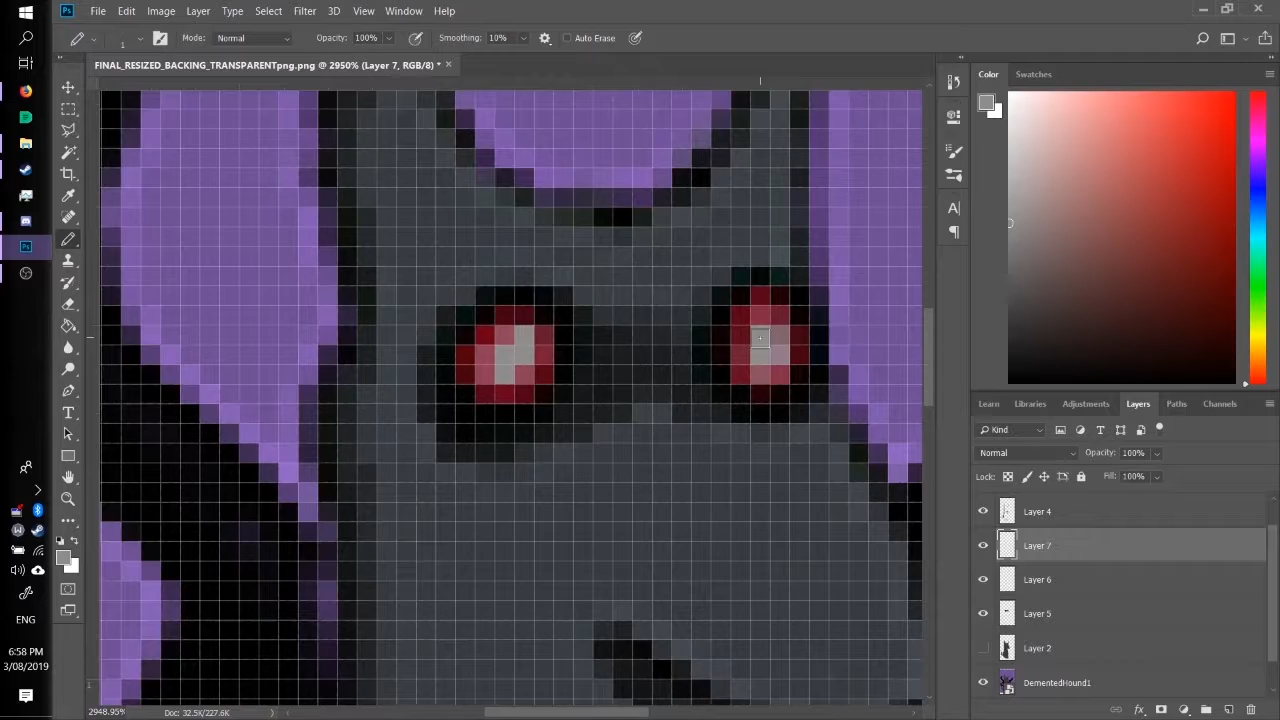 Ps File Edit Image Layer Type Select Filter 3D View Window Help
1 Mode: Normal Opacity: 100% Smoothing: 10% Auto Erase
FINAL_RESIZED_BACKING_TRANSPARENTpng.png @ 2950% (Layer 7, RGB/8) *
Color Swatches
Learn Libraries Adjustments Layers Paths Channels
Kind
Normal Opacity: 100%
Lock: Fill: 100%
Layer 4
Layer 7
Layer 6
Layer 5
Layer 2
DementedHound1
ENG
6:58 PM
3/08/2019
2948.95% Doc: 32.5K/227.6K